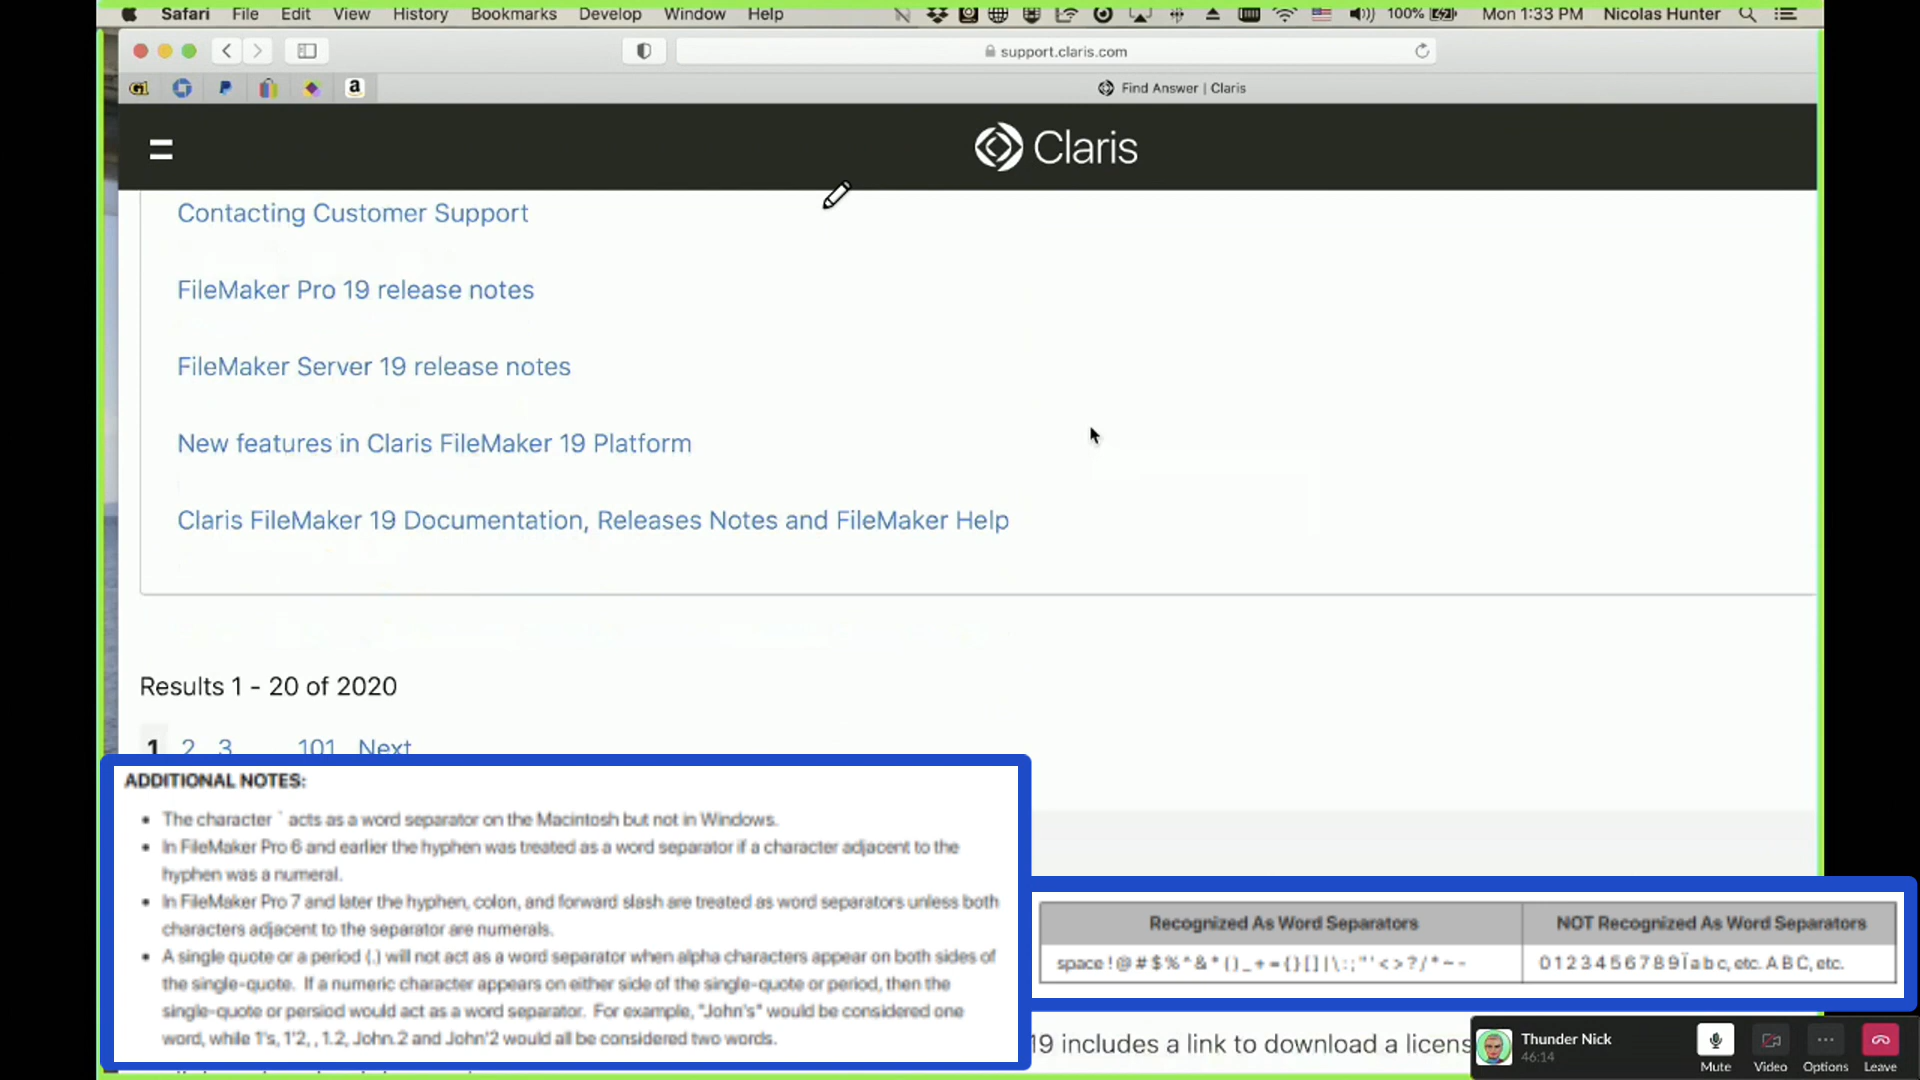 Safari File Edit View History Bookmarks Develop Window Help 100% Mon 1:33 PM Nicolas Hunter
support.claris.com
G1 a Find Answer | Claris
Claris
Contacting Customer Support
FileMaker Pro 19 release notes
FileMaker Server 19 release notes
New features in Claris FileMaker 19 Platform
Claris FileMaker 19 Documentation, Releases Notes and FileMaker Help
Results 1 - 20 of 2020
1 2 3 ... 101 Next
ADDITIONAL NOTES:
• The character ` acts as a word separator on the Macintosh but not in Windows.
• In FileMaker Pro 6 and earlier the hyphen was treated as a word separator if a character adjacent to the
hyphen was a numeral.
• In FileMaker Pro 7 and later the hyphen, colon, and forward slash are treated as word separators unless both
characters adjacent to the separator are numerals.
• A single quote or a period (.) will not act as a word separator when alpha characters appear on both sides of
the single-quote. If a numeric character appears on either side of the single-quote or period, then the
single-quote or persiod would act as a word separator. For example, "John's" would be considered one
word, while 1's, 1'2, , 1.2, John.2 and John'2 would all be considered two words.
Recognized As Word Separators NOT Recognized As Word Separators
space ! @ # $ % ^ & * ( ) _ + = { } [ ] | \ : ; " ' < > ? / 0 1 2 3 4 5 6 7 8 9 a b c, etc. A B C, etc.
19 includes a link to download a licens
Thunder Nick
46:14
Mute Video Options Leave